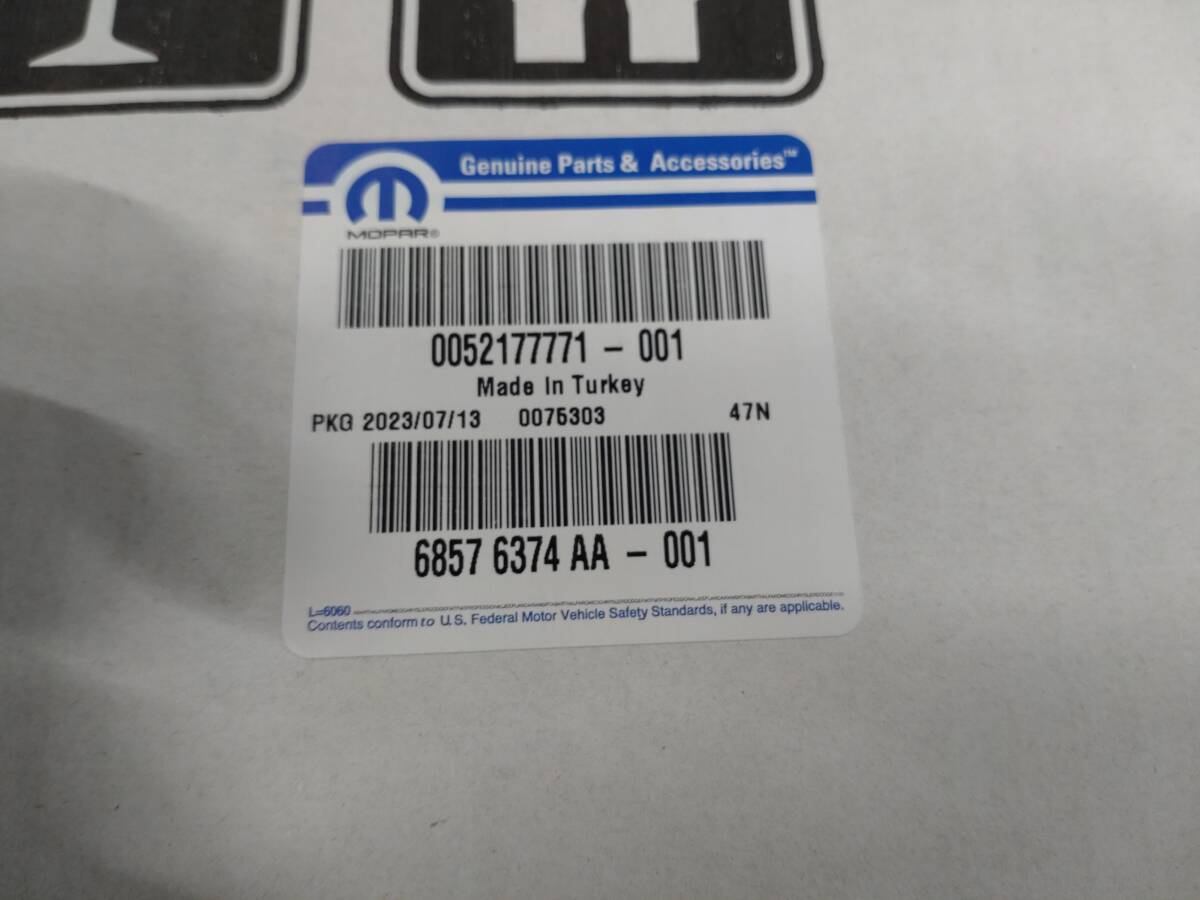 Genuine Parts & Accessories™
MOPAR®
0052177771 - 001
Made In Turkey
PKG 2023/07/13 0075303 47N
6857 6374 AA - 001
L=6060
Contents conform to U.S. Federal Motor Vehicle Safety Standards, if any are applicable.